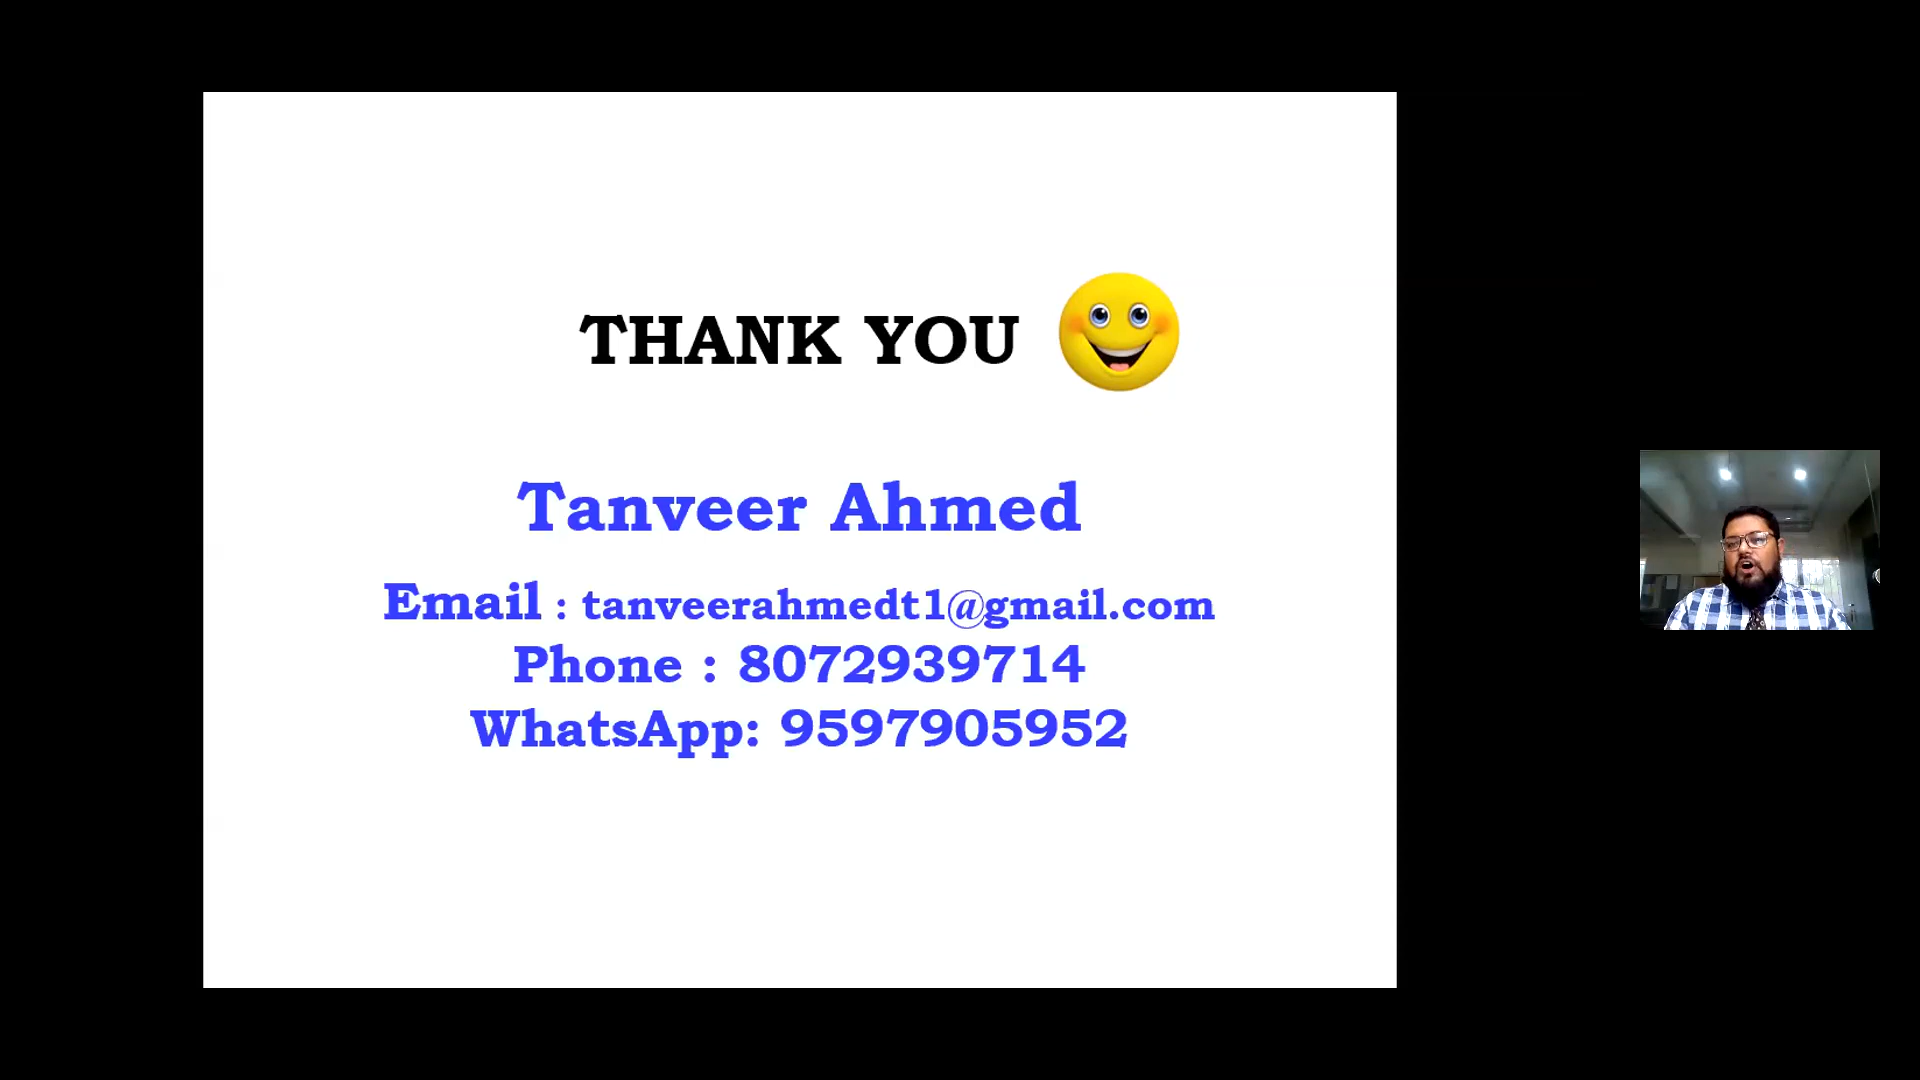 THANK YOU
Tanveer Ahmed
Email : tanveerahmedt1@gmail.com
Phone : 8072939714
WhatsApp: 9597905952